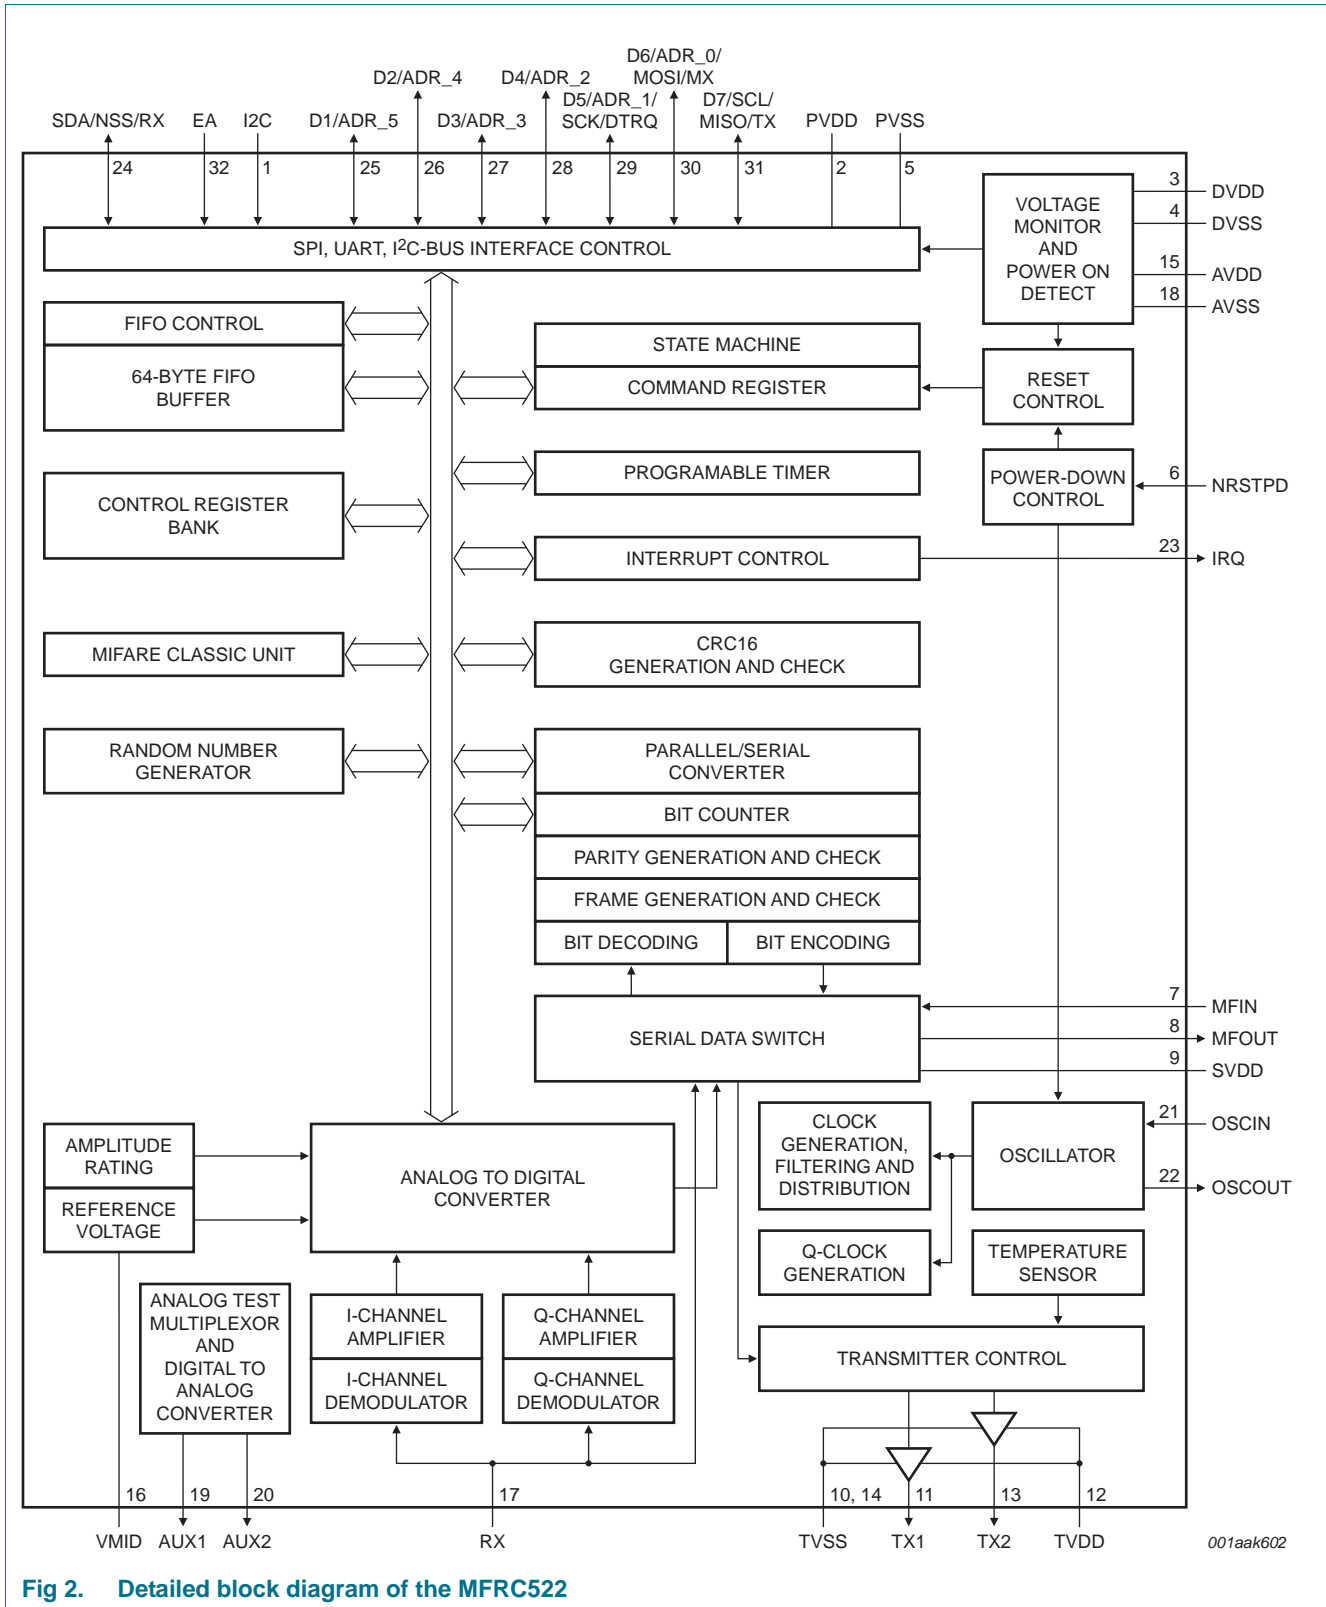 D6/ADR_0/
D2/ADR_4 D4/ADR_2 MOSI/MX
D5/ADR_1/ D7/SCL/
SDA/NSS/RX EA I2C D1/ADR_5 D3/ADR_3 SCK/DTRQ MISO/TX PVDD PVSS
24 32 1 25 26 27 28 29 30 31 2 5
3 DVDD
4 DVSS
15 AVDD
18 AVSS
VOLTAGE
MONITOR
AND
POWER ON
DETECT
SPI, UART, I2C-BUS INTERFACE CONTROL
FIFO CONTROL
64-BYTE FIFO
BUFFER
STATE MACHINE
COMMAND REGISTER
RESET
CONTROL
PROGRAMABLE TIMER
POWER-DOWN
CONTROL
6 NRSTPD
CONTROL REGISTER
BANK
INTERRUPT CONTROL
23 IRQ
MIFARE CLASSIC UNIT
CRC16
GENERATION AND CHECK
RANDOM NUMBER
GENERATOR
PARALLEL/SERIAL
CONVERTER
BIT COUNTER
PARITY GENERATION AND CHECK
FRAME GENERATION AND CHECK
BIT DECODING BIT ENCODING
SERIAL DATA SWITCH
7 MFIN
8 MFOUT
9 SVDD
AMPLITUDE
RATING
REFERENCE
VOLTAGE
ANALOG TO DIGITAL
CONVERTER
CLOCK
GENERATION,
FILTERING AND
DISTRIBUTION
OSCILLATOR
21 OSCIN
22 OSCOUT
Q-CLOCK
GENERATION
TEMPERATURE
SENSOR
ANALOG TEST
MULTIPLEXOR
AND
DIGITAL TO
ANALOG
CONVERTER
I-CHANNEL
AMPLIFIER
I-CHANNEL
DEMODULATOR
Q-CHANNEL
AMPLIFIER
Q-CHANNEL
DEMODULATOR
TRANSMITTER CONTROL
16 19 20 17 10, 14 11 13 12
VMID AUX1 AUX2 RX TVSS TX1 TX2 TVDD
001aak602
Fig 2. Detailed block diagram of the MFRC522